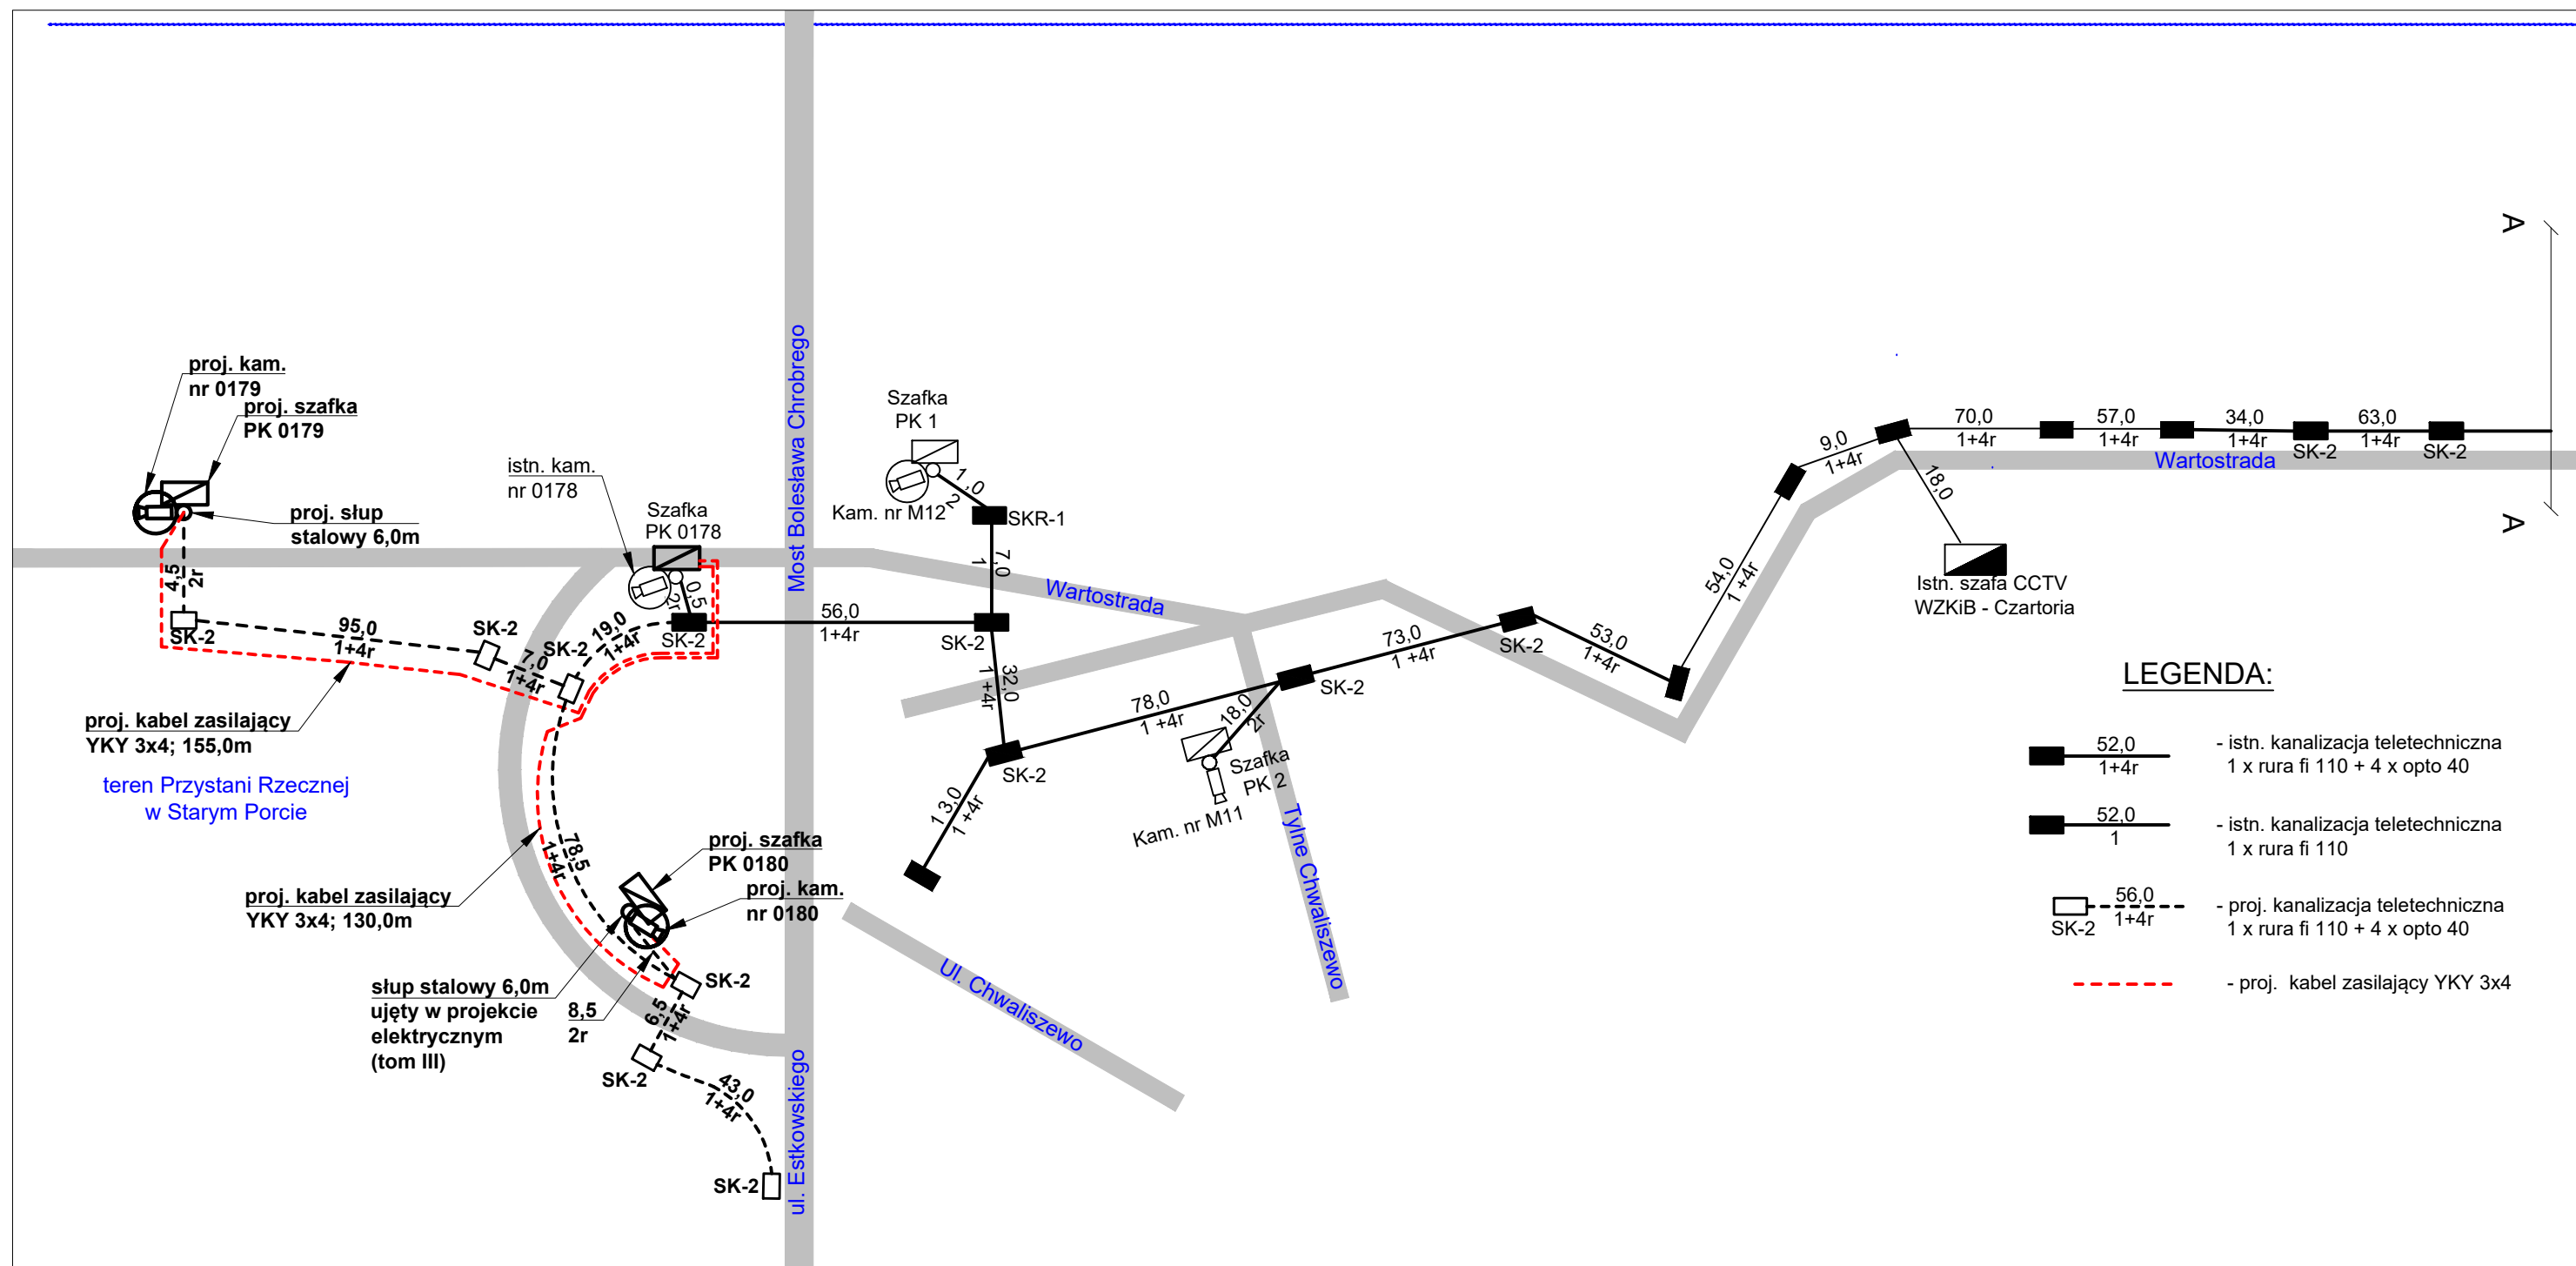 A
Most Bolesława Chrobrego
proj. kam.
nr 0179
proj. szafka
PK 0179
Szafka
PK 1
70,0
1+4r
57,0
1+4r
34,0
1+4r
63,0
1+4r
SK-2
SK-2
9,0
1+4r
Wartostrada
istn. kam.
nr 0178
Szafka
PK 0178
1,0
2
Kam. nr M12
SKR-1
18,0
proj. słup
stalowy 6,0m
A
4,5
2r
0,5
2r
7,0
1
Wartostrada
54,0
1 +4r
Istn. szafa CCTV
WZKiB - Czartoria
SK-2
95,0
1+4r
SK-2
7,0
1+4r
SK-2
19,0
1+4r
SK-2
56,0
1+4r
SK-2
32,0
1 +4r
73,0
1 +4r
SK-2
53,0
1+4r
SK-2
78,0
1 +4r
18,0
2r
SK-2
Szafka
PK 2
Kam. nr M11
13,0
1 +4r
Tylne Chwaliszewo
proj. kabel zasilający
YKY 3x4; 155,0m
teren Przystani Rzecznej
w Starym Porcie
78,5
1+4r
proj. szafka
PK 0180
proj. kam.
nr 0180
proj. kabel zasilający
YKY 3x4; 130,0m
Ul. Chwaliszewo
słup stalowy 6,0m
ujęty w projekcie
elektrycznym
(tom III)
8,5
2r
SK-2
6,5
1+4r
SK-2
43,0
1+4r
SK-2
ul. Estkowskiego
LEGENDA:
52,0
1+4r
- istn. kanalizacja teletechniczna
1 x rura fi 110 + 4 x opto 40
52,0
1
- istn. kanalizacja teletechniczna
1 x rura fi 110
56,0
SK-2
1+4r
- proj. kanalizacja teletechniczna
1 x rura fi 110 + 4 x opto 40
- proj. kabel zasilający YKY 3x4